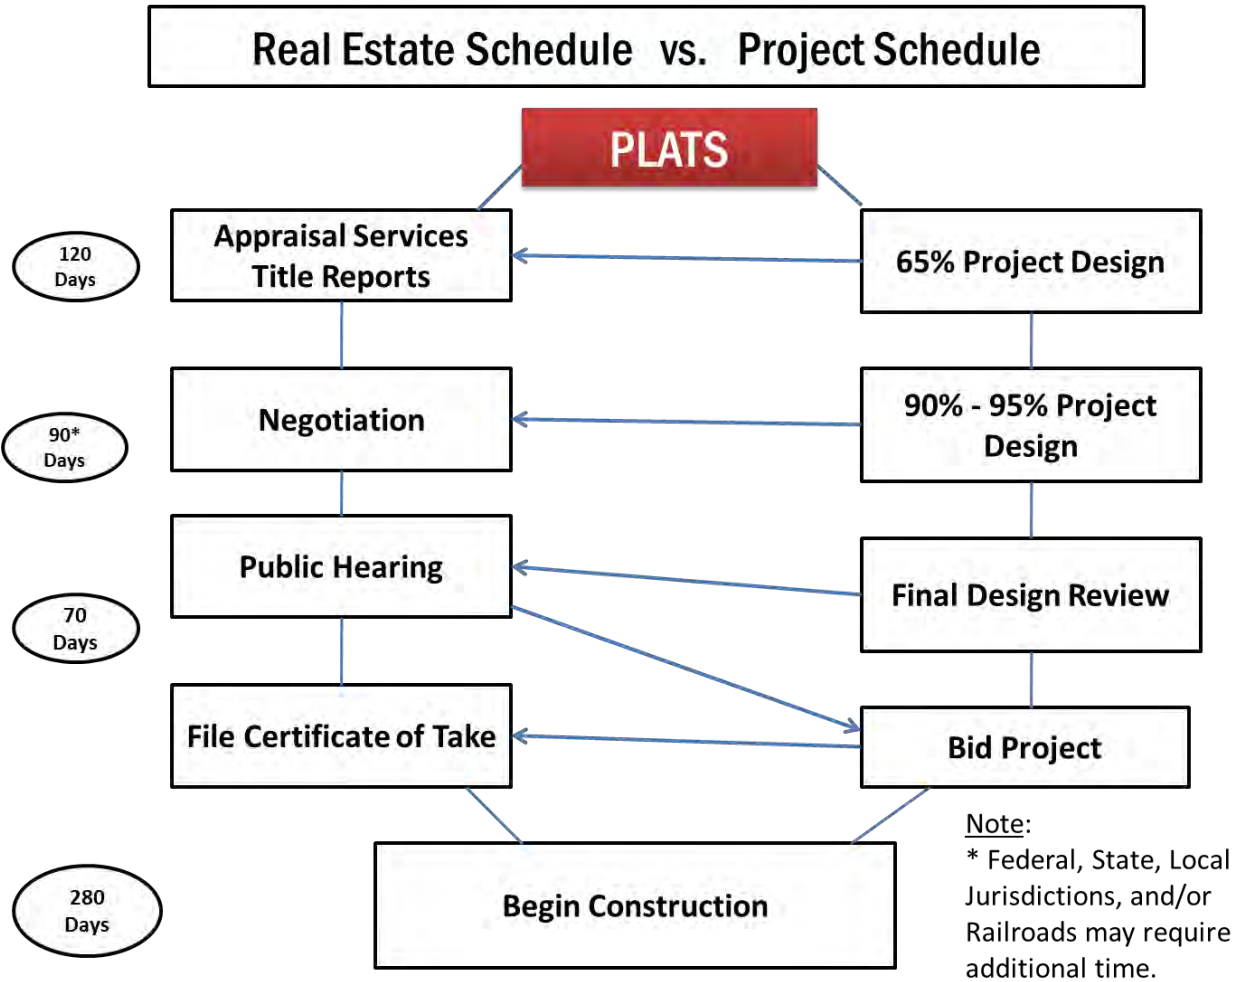 Real Estate Schedule vs. Project Schedule
PLATS
120
Days
Appraisal Services
Title Reports
65% Project Design
90*
Days
Negotiation
90% - 95% Project
Design
70
Days
Public Hearing
Final Design Review
File Certificate of Take
Bid Project
280
Days
Begin Construction
Note:
* Federal, State, Local
Jurisdictions, and/or
Railroads may require
additional time.